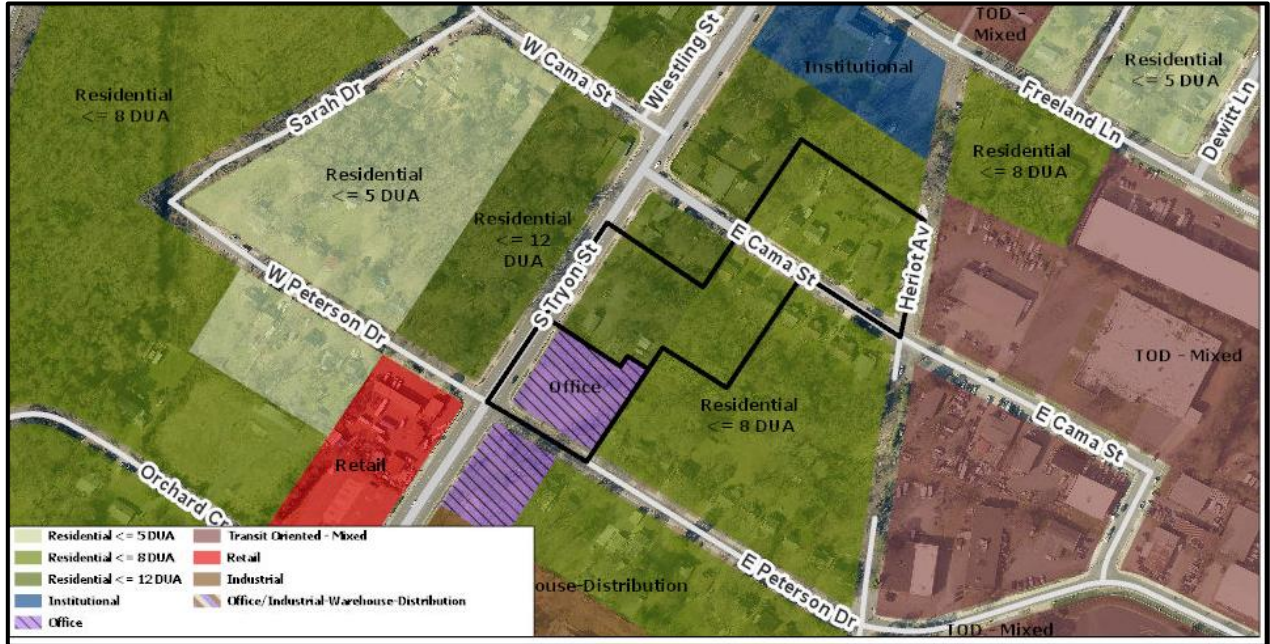 TOD -
Mixed
Residential
<= 5 DUA
W Cama St
Wiestling St
Institutional
Freeland Ln
Dewitt Ln
Residential
<= 8 DUA
Sarah Dr
Residential
<= 5 DUA
Residential
<= 8 DUA
Residential
<= 12
DUA
E Cama St
Heriot Av
W Peterson Dr
S Tryon St
TOD - Mixed
Office
Residential
<= 8 DUA
E Cama St
Retail
Orchard Cr
E Peterson Dr
ouse-Distribution
TOD - Mixed
Residential <= 5 DUA
Residential <= 8 DUA
Residential <= 12 DUA
Institutional
Office
Transit Oriented - Mixed
Retail
Industrial
Office/Industrial-Warehouse-Distribution